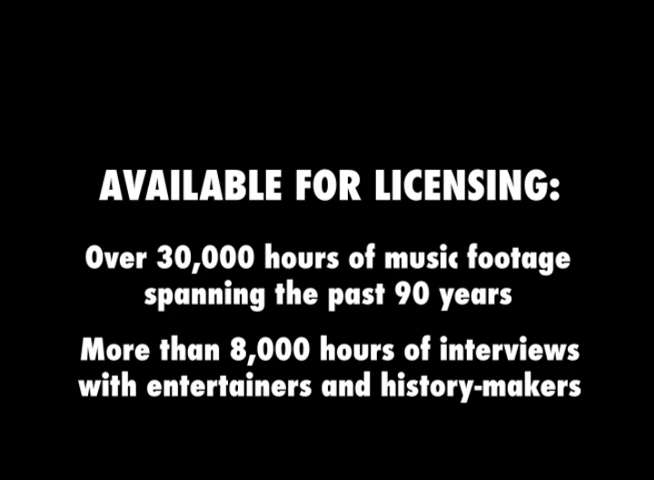 AVAILABLE FOR LICENSING:
Over 30,000 hours of music footage
spanning the past 90 years
More than 8,000 hours of interviews
with entertainers and history-makers